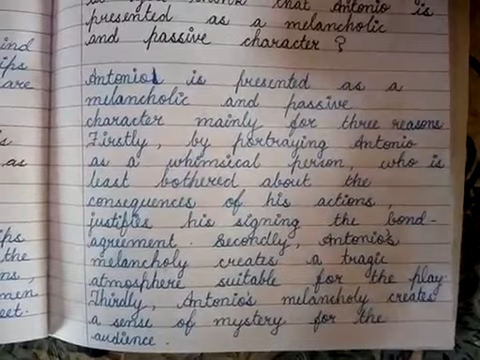 that Antonio is
presented as a melancholic
and passive character ?
Antonio is presented as a
melancholic and passive
character mainly for three reasons
Firstly, by portraying Antonio
as a whimsical person, who is
least bothered about the
consequences of his actions,
justifies his signing the bond-
agreement. Secondly, Antonio's
melancholy creates a tragic
atmosphere suitable for the play.
Thirdly, Antonio's melancholy creates
a sense of mystery for the
audience.